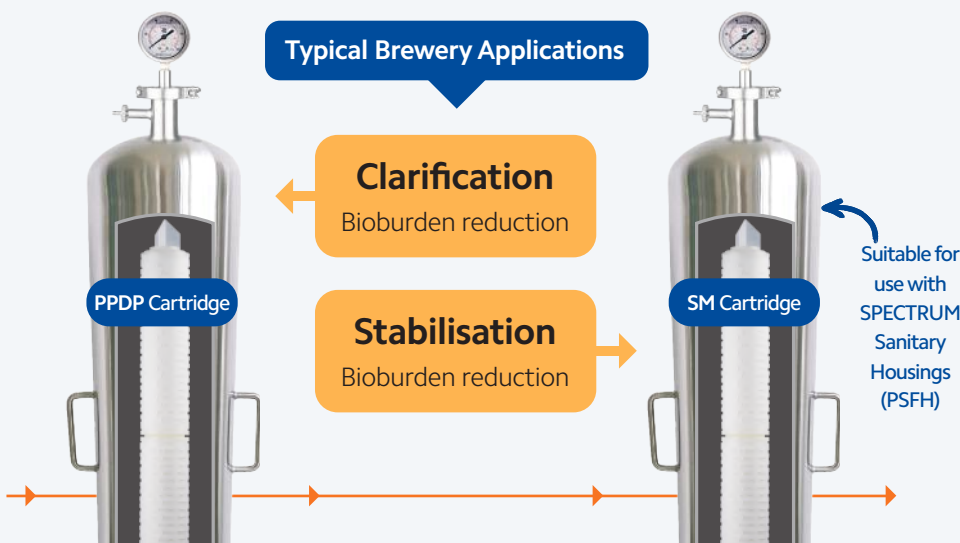 Typical Brewery Applications
Clarification
Bioburden reduction
PPDP Cartridge
Stabilisation
Bioburden reduction
SM Cartridge
Suitable for
use with
SPECTRUM
Sanitary
Housings
(PSFH)